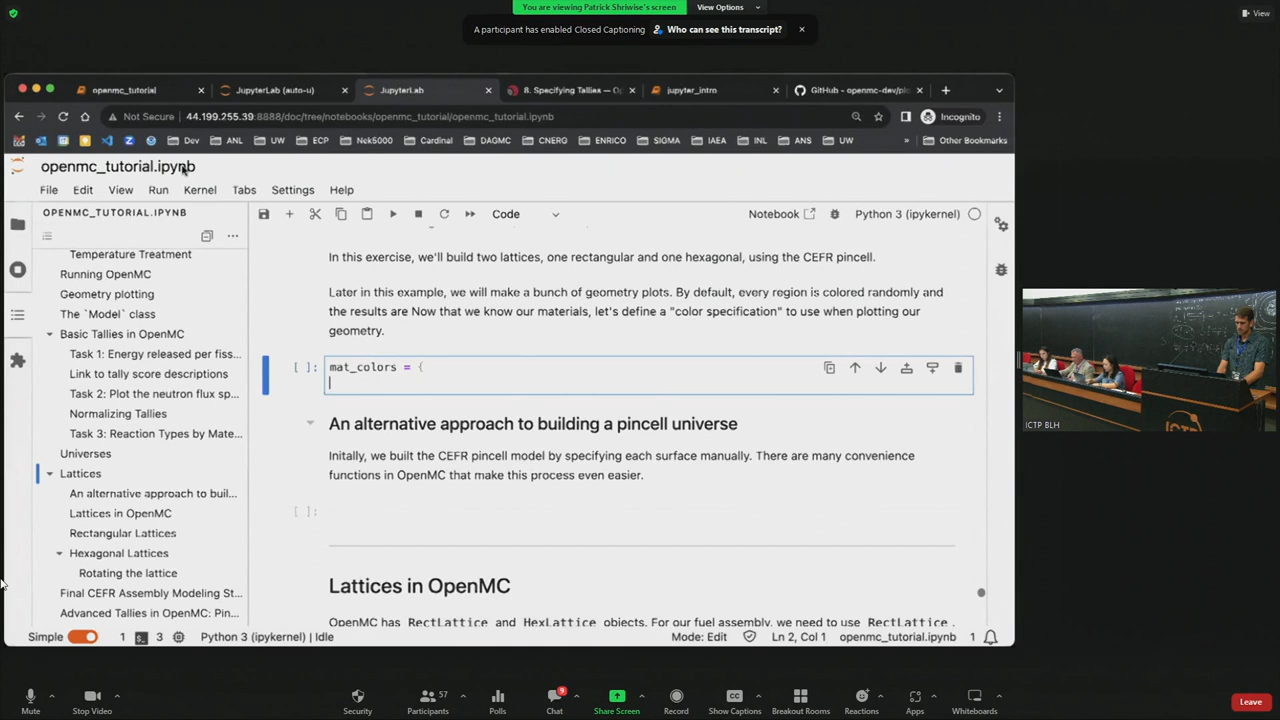 You are viewing Patrick Shriwise's screen
View Options
View
A participant has enabled Closed Captioning Who can see this transcript?
openmc_tutorial
JupyterLab (auto-u)
JupyterLab
8. Specifying Tallies — O
jupyter_intro
GitHub - openmc-dev/plo
Not Secure 44.199.255.39:8888/doc/tree/notebooks/openmc_tutorial/openmc_tutorial.ipynb
Incognito
Dev ANL UW ECP Nek5000 Cardinal DAGMC CNERG ENRICO SIGMA IAEA INL ANS UW Other Bookmarks
openmc_tutorial.ipynb
File Edit View Run Kernel Tabs Settings Help
OPENMC_TUTORIAL.IPYNB
Code
Notebook
Python 3 (ipykernel)
Temperature Treatment
Running OpenMC
Geometry plotting
The `Model` class
Basic Tallies in OpenMC
Task 1: Energy released per fiss...
Link to tally score descriptions
Task 2: Plot the neutron flux sp...
Normalizing Tallies
Task 3: Reaction Types by Mate...
Universes
Lattices
An alternative approach to buil...
Lattices in OpenMC
Rectangular Lattices
Hexagonal Lattices
Rotating the lattice
Final CEFR Assembly Modeling St...
Advanced Tallies in OpenMC: Pin...
In this exercise, we'll build two lattices, one rectangular and one hexagonal, using the CEFR pincell.
Later in this example, we will make a bunch of geometry plots. By default, every region is colored randomly and
the results are Now that we know our materials, let's define a "color specification" to use when plotting our
geometry.
[ ]: mat_colors = {
An alternative approach to building a pincell universe
Initally, we built the CEFR pincell model by specifying each surface manually. There are many convenience
functions in OpenMC that make this process even easier.
[ ]:
Lattices in OpenMC
OpenMC has RectLattice and HexLattice objects. For our fuel assembly, we need to use RectLattice.
Simple 1 3 Python 3 (ipykernel) | Idle
Mode: Edit Ln 2, Col 1 openmc_tutorial.ipynb 1
ICTP
ICTP BLH
Mute
Stop Video
Security
Participants 57
Polls
Chat 9
Share Screen
Record
Show Captions
Breakout Rooms
Reactions
Apps
Whiteboards
Leave